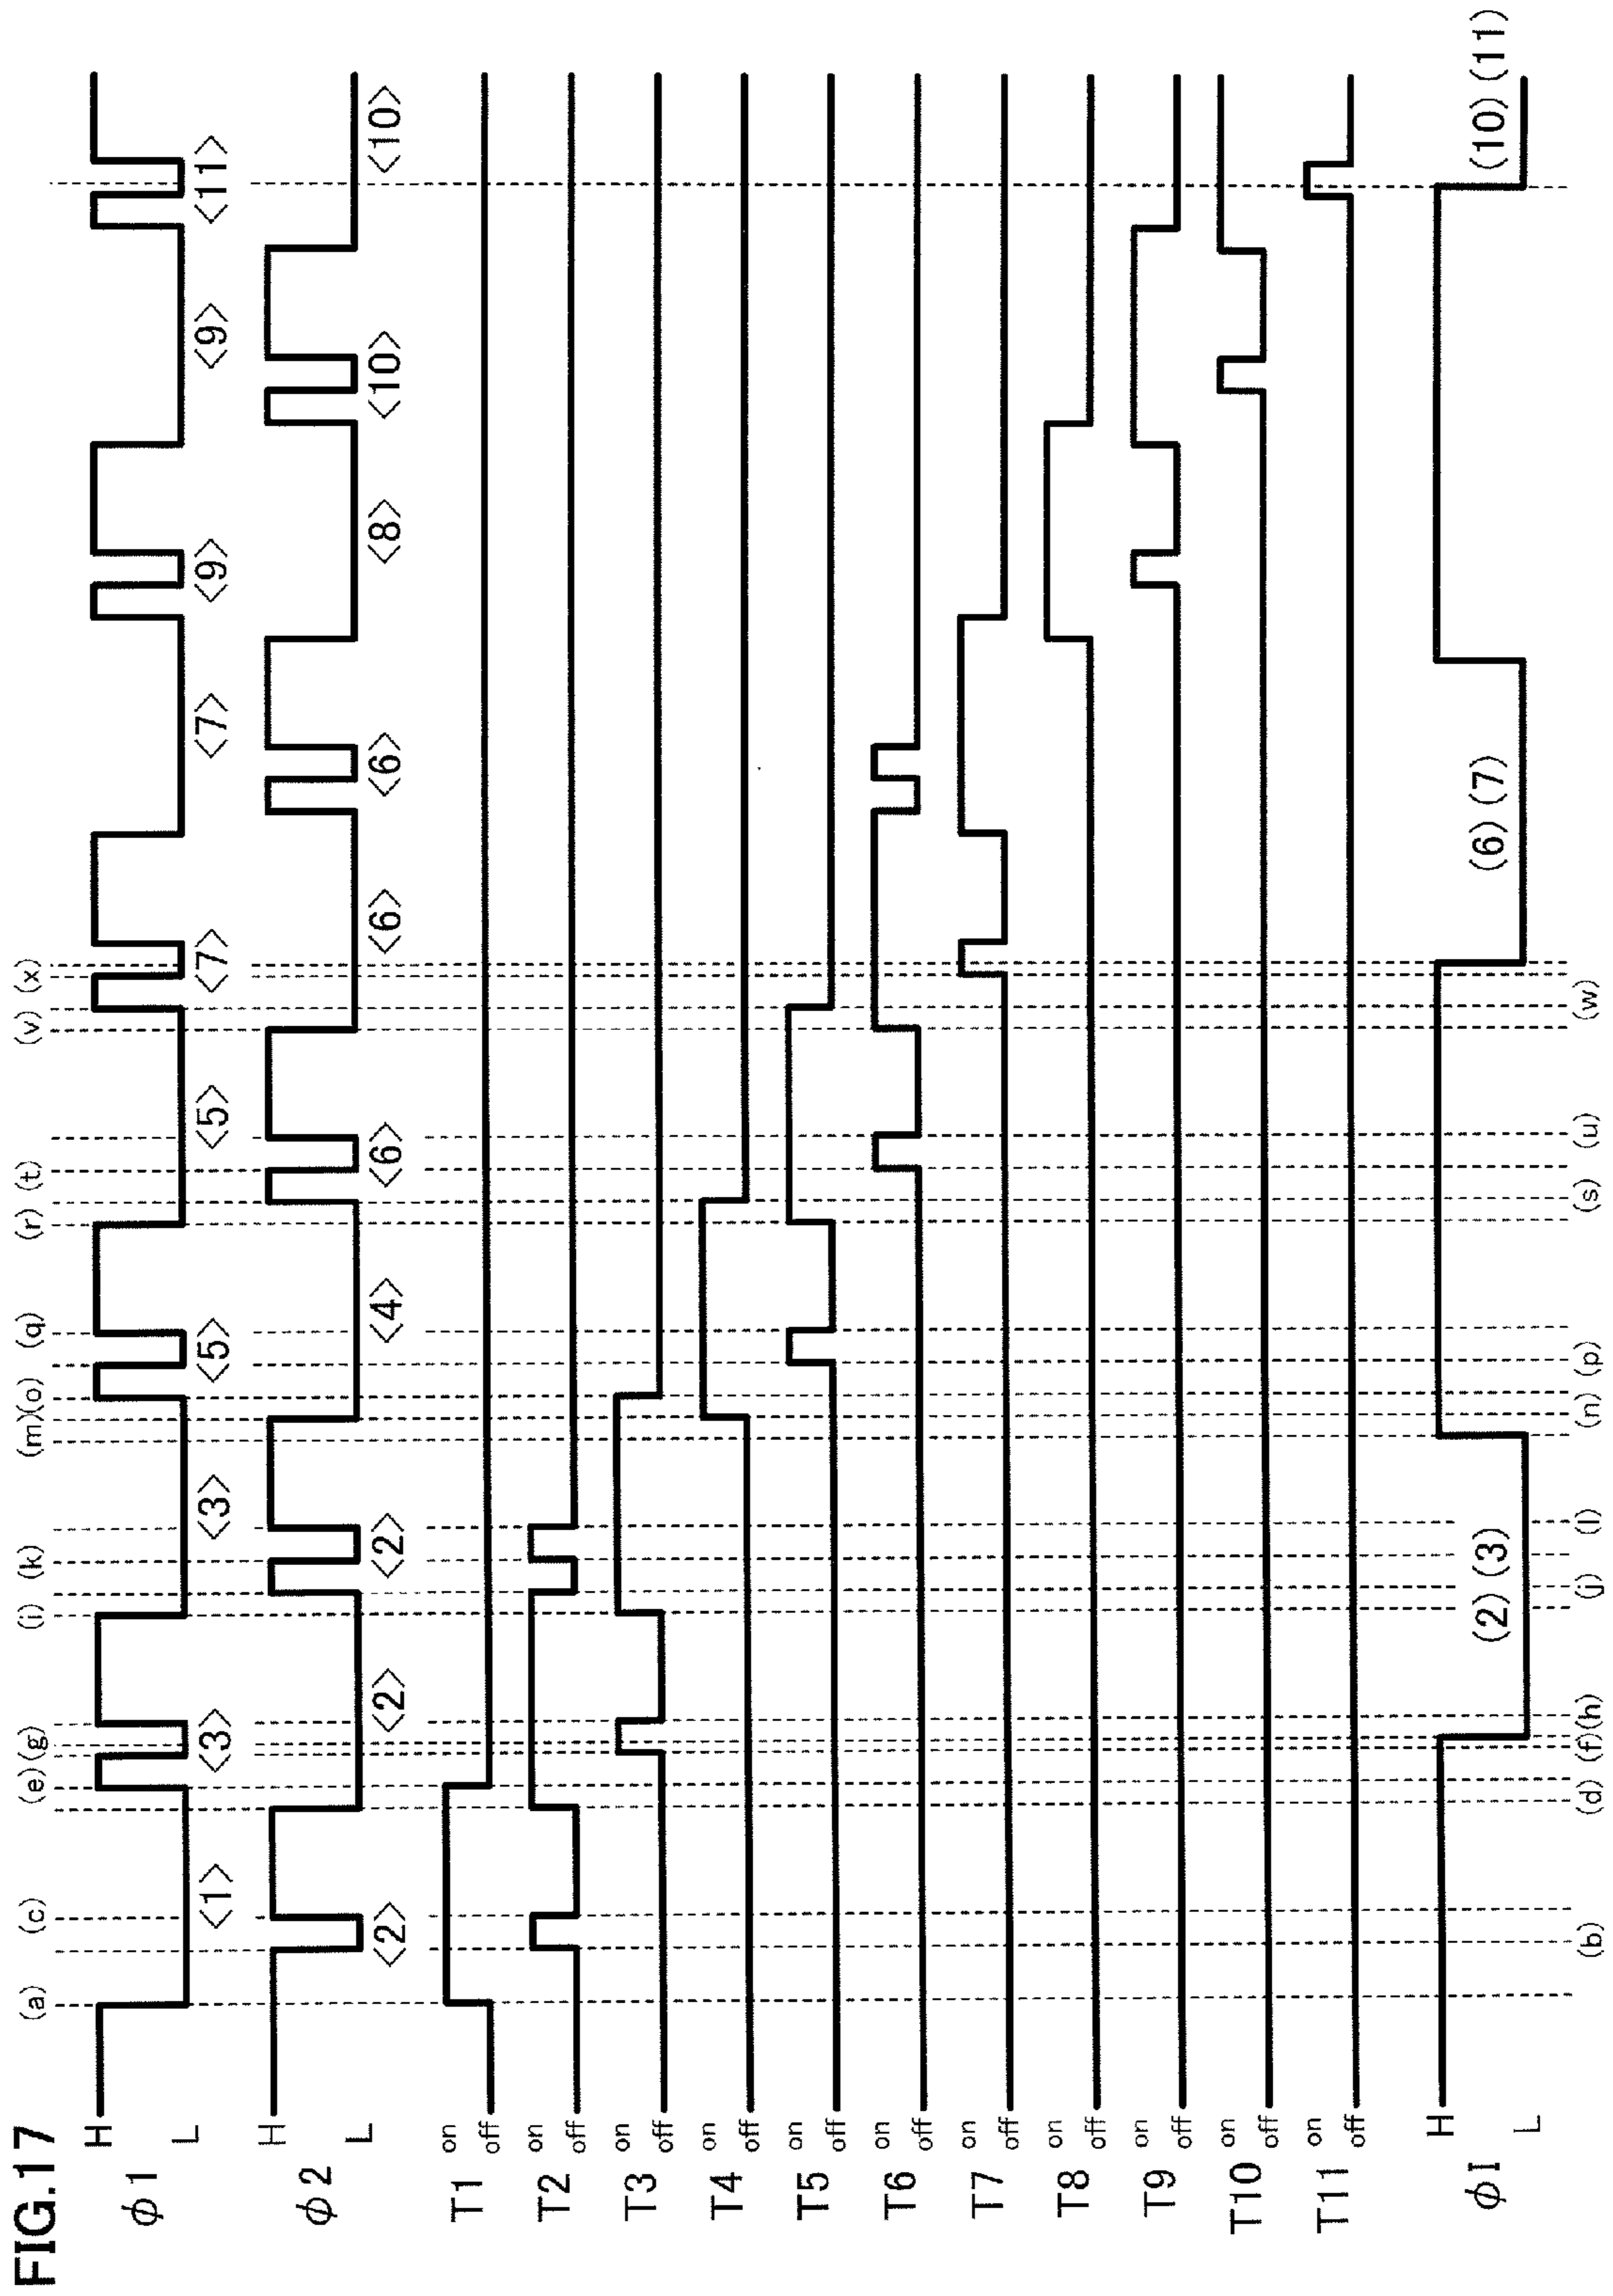 FIG.17
(a) (c) (e) (g) (i) (k) (m) (o) (q) (r) (t) (v) (x)
φ1 H L
<1> <3> <3> <5> <5> <7> <7> <9> <9> <11>
φ2 H L
<2> <2> <2> <4> <6> <6> <6> <8> <10> <10>
T1 on off
T2 on off
T3 on off
T4 on off
T5 on off
T6 on off
T7 on off
T8 on off
T9 on off
T10 on off
T11 on off
φI H L
(2) (3) (6) (7) (10) (11)
(b) (d) (f) (h) (j) (l) (n) (p) (s) (u) (w)